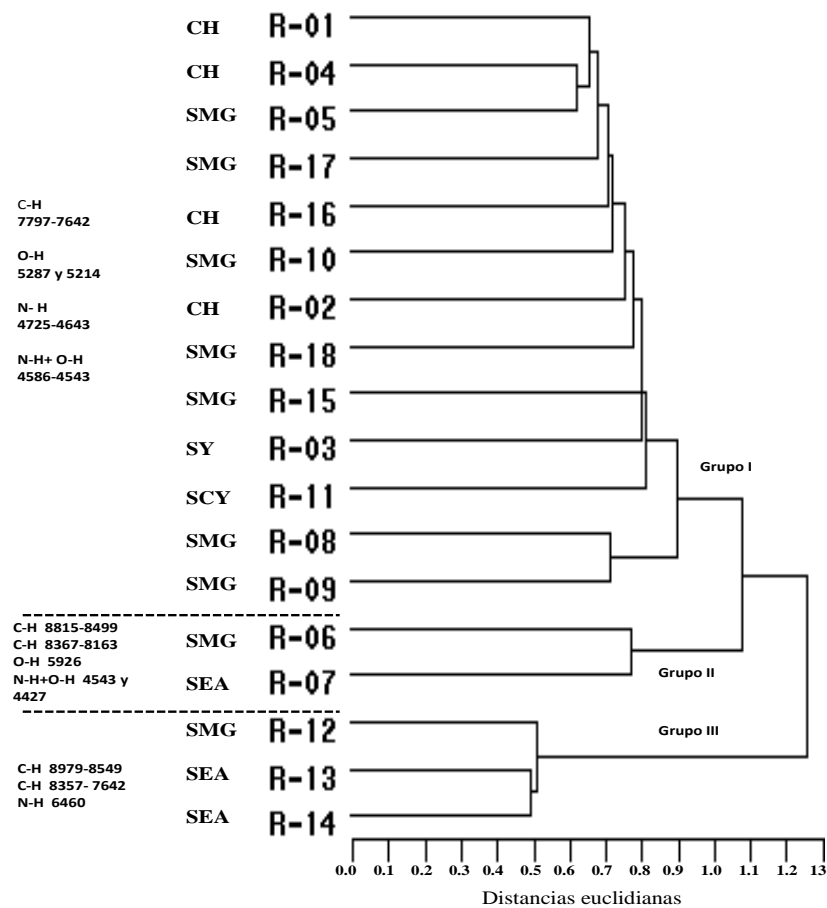 CH R-01
CH R-04
SMG R-05
SMG R-17
C-H
7797-7642
CH R-16
O-H
5287 y 5214
SMG R-10
N- H
4725-4643
CH R-02
N-H+ O-H
4586-4543
SMG R-18
SMG R-15
SY R-03
SCY R-11
SMG R-08
SMG R-09
Grupo I
C-H 8815-8499
C-H 8367-8163
O-H 5926
N-H+O-H 4543 y
4427
SMG R-06
SEA R-07
Grupo II
SMG R-12
Grupo III
C-H 8979-8549
C-H 8357- 7642
N-H 6460
SEA R-13
SEA R-14
0.0 0.1 0.2 0.3 0.4 0.5 0.6 0.7 0.8 0.9 1.0 1.1 1.2 13
Distancias euclidianas